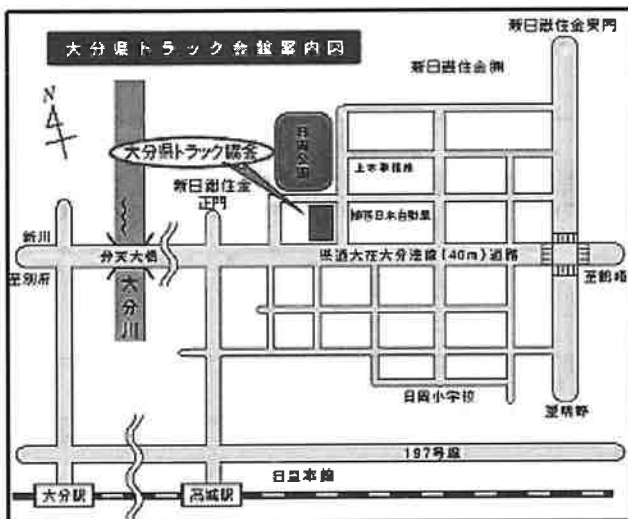 大分県トラック会館案内図
新日鐵住金東門
新日鐵住金㈱
N
日岡公園
大分県トラック協会
土木事務所
新日鐵住金
正門
新川
弁天大橋
県道大在大分港線(40m)道路
至別府
至鶴崎
大分川
日岡小学校
至明野
197号線
日豊本線
大分駅
高城駅